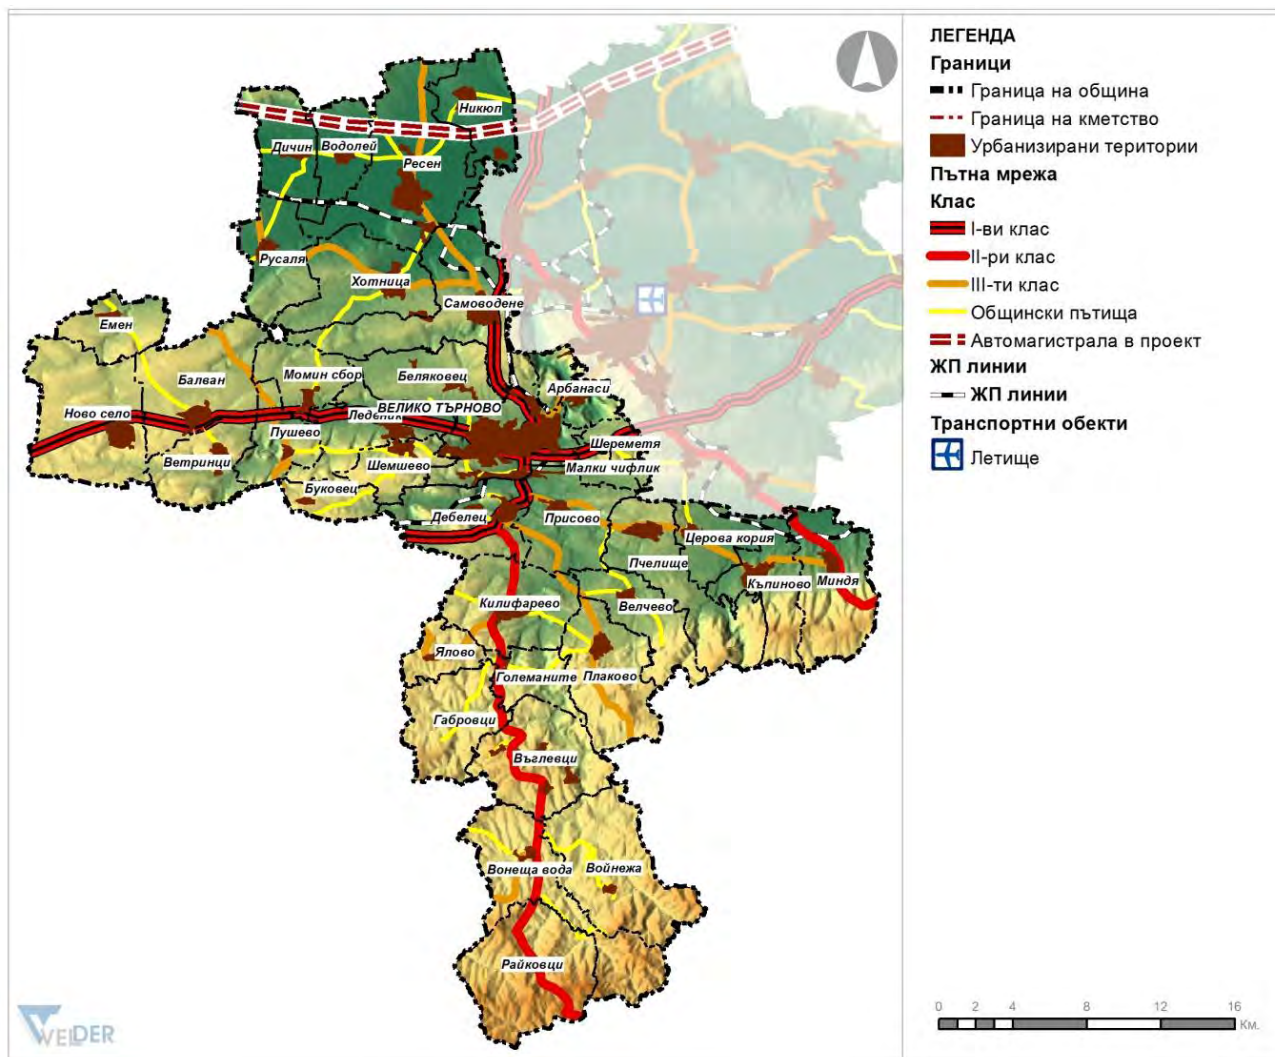 Никюп
Дичин
Водолей
Ресен
Русаля
Хотница
Самоводене
Емен
Балван
Момин сбор
Беляковец
Арбанаси
Ново село
Леденик
ВЕЛИКО ТЪРНОВО
Пушево
Шереметя
Ветринци
Шемшево
Малки чифлик
Буковец
Дебелец
Присово
Церова кория
Пчелище
Къпиново
Миндя
Килифарево
Велчево
Ялово
Големаните
Плаково
Габровци
Въглевци
Вонеща вода
Войнежа
Райковци
WELDER
ЛЕГЕНДА
Граници
Граница на община
Граница на кметство
Урбанизирани територии
Пътна мрежа
Клас
I-ви клас
II-ри клас
III-ти клас
Общински пътища
Автомагистрала в проект
ЖП линии
ЖП линии
Транспортни обекти
Летище
0 2 4 8 12 16
Км.